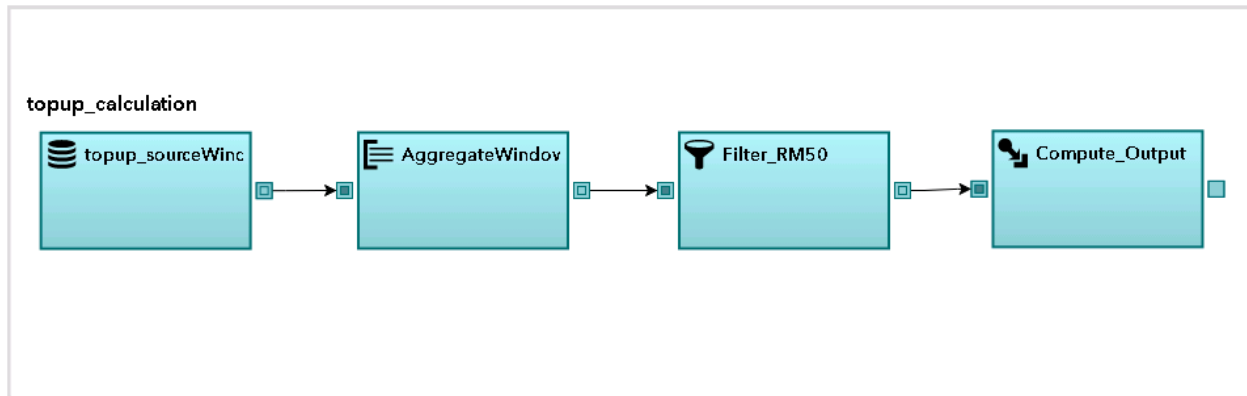 topup_calculation
topup_sourceWinc
AggregateWindov
Filter_RM50
Compute_Output